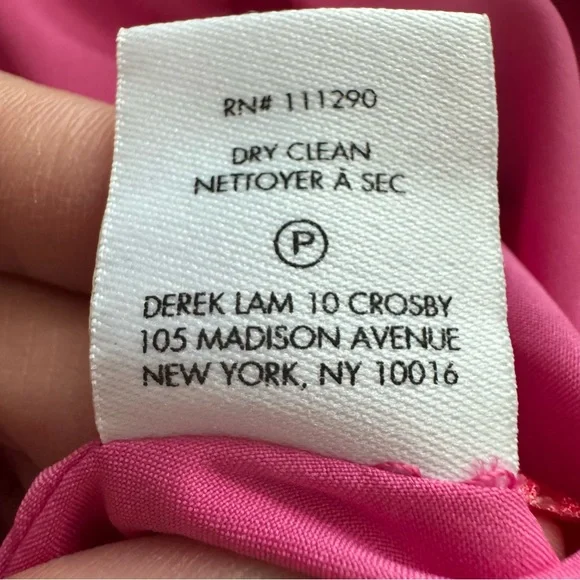 RN# 111290
DRY CLEAN
NETTOYER À SEC
P
DEREK LAM 10 CROSBY
105 MADISON AVENUE
NEW YORK, NY 10016